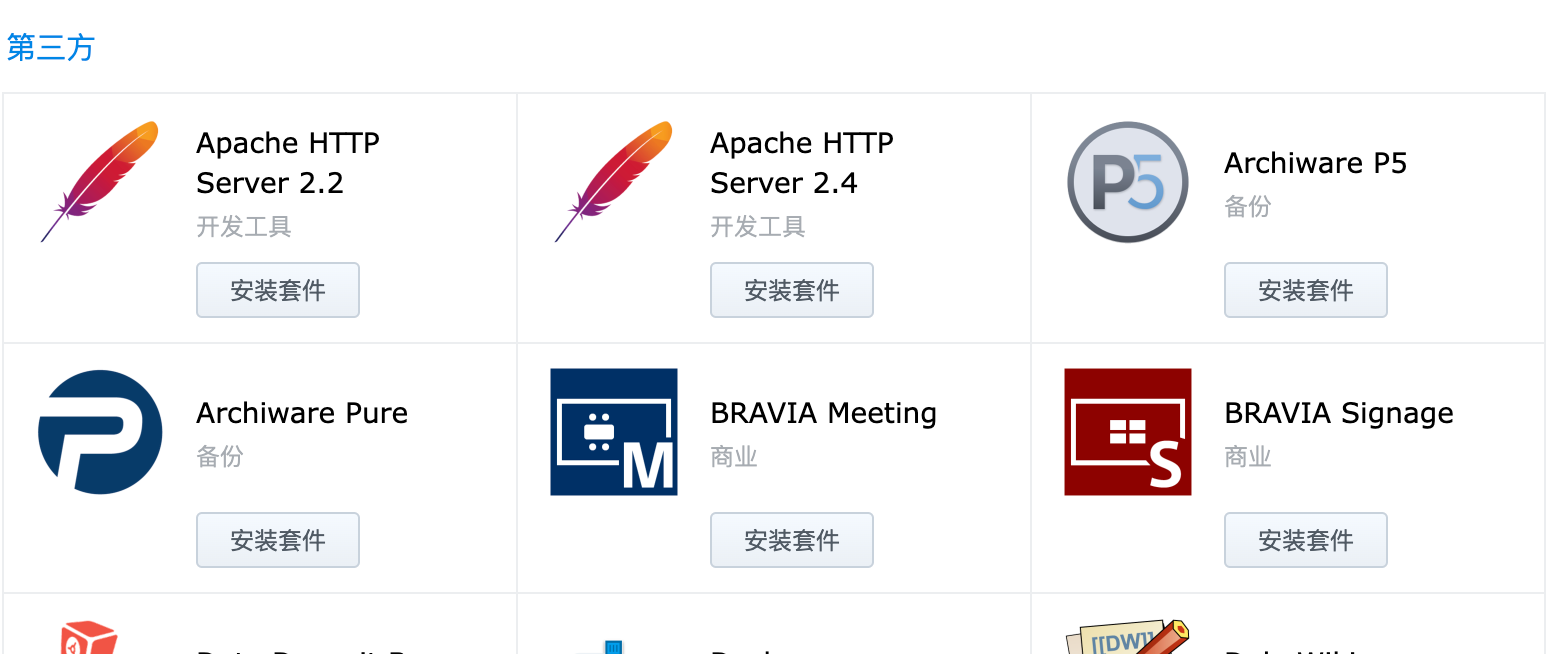 第三方
Apache HTTP
Server 2.2
开发工具
安装套件
Apache HTTP
Server 2.4
开发工具
安装套件
P5
Archiware P5
备份
安装套件
Archiware Pure
备份
安装套件
M
BRAVIA Meeting
商业
安装套件
S
BRAVIA Signage
商业
安装套件
[[DW]]